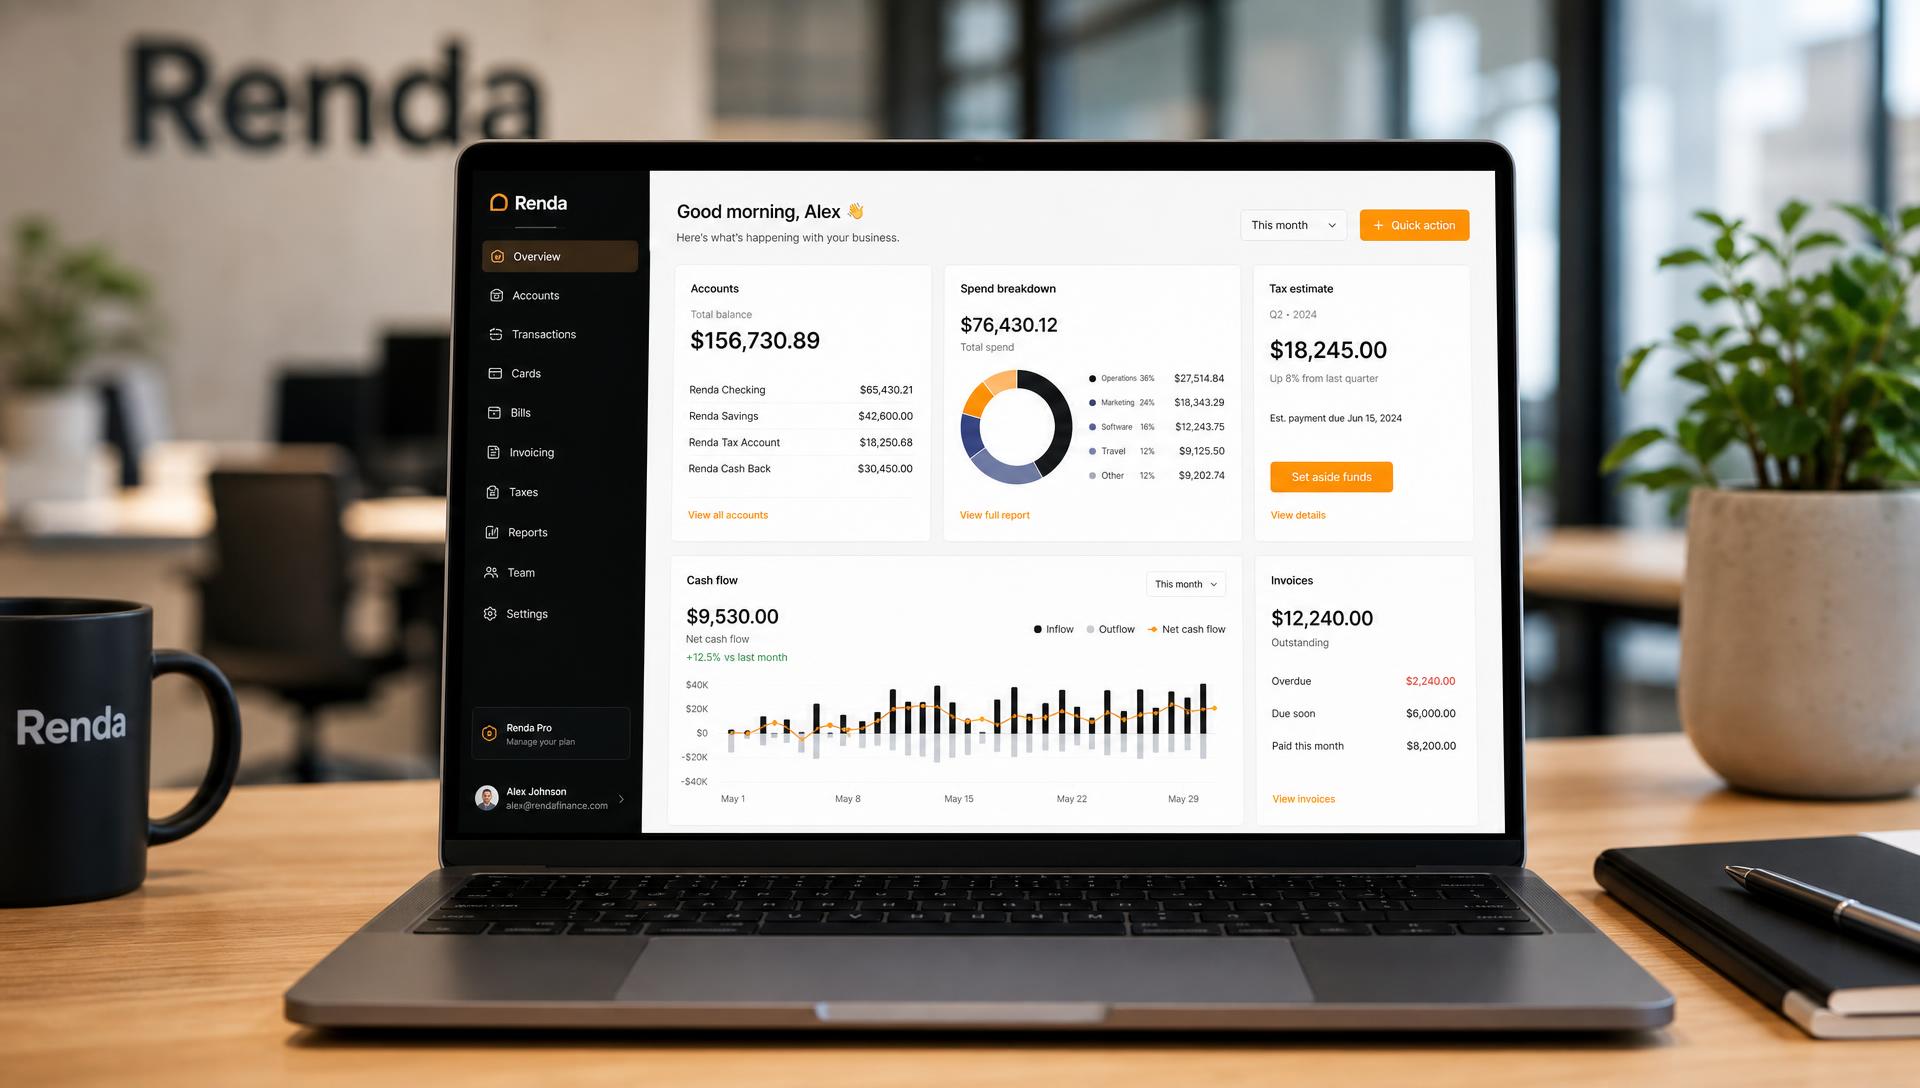 Renda
Renda
Overview
Accounts
Transactions
Cards
Bills
Invoicing
Taxes
Reports
Team
Settings
Renda Pro
Manage your plan
Alex Johnson
alex@rendafinance.com
Good morning, Alex 👋
Here's what's happening with your business.
This month
+ Quick action
Accounts
Total balance
$156,730.89
Renda Checking $65,430.21
Renda Savings $42,600.00
Renda Tax Account $18,250.68
Renda Cash Back $30,450.00
View all accounts
Spend breakdown
$76,430.12
Total spend
Operations 36% $27,514.84
Marketing 24% $18,343.29
Software 16% $12,243.75
Travel 12% $9,125.50
Other 12% $9,202.74
View full report
Tax estimate
Q2 • 2024
$18,245.00
Up 8% from last quarter
Est. payment due Jun 15, 2024
Set aside funds
View details
Cash flow
This month
$9,530.00
Net cash flow
+12.5% vs last month
Inflow Outflow Net cash flow
$40K
$20K
$0
-$20K
-$40K
May 1 May 8 May 15 May 22 May 29
Invoices
$12,240.00
Outstanding
Overdue $2,240.00
Due soon $6,000.00
Paid this month $8,200.00
View invoices
Renda